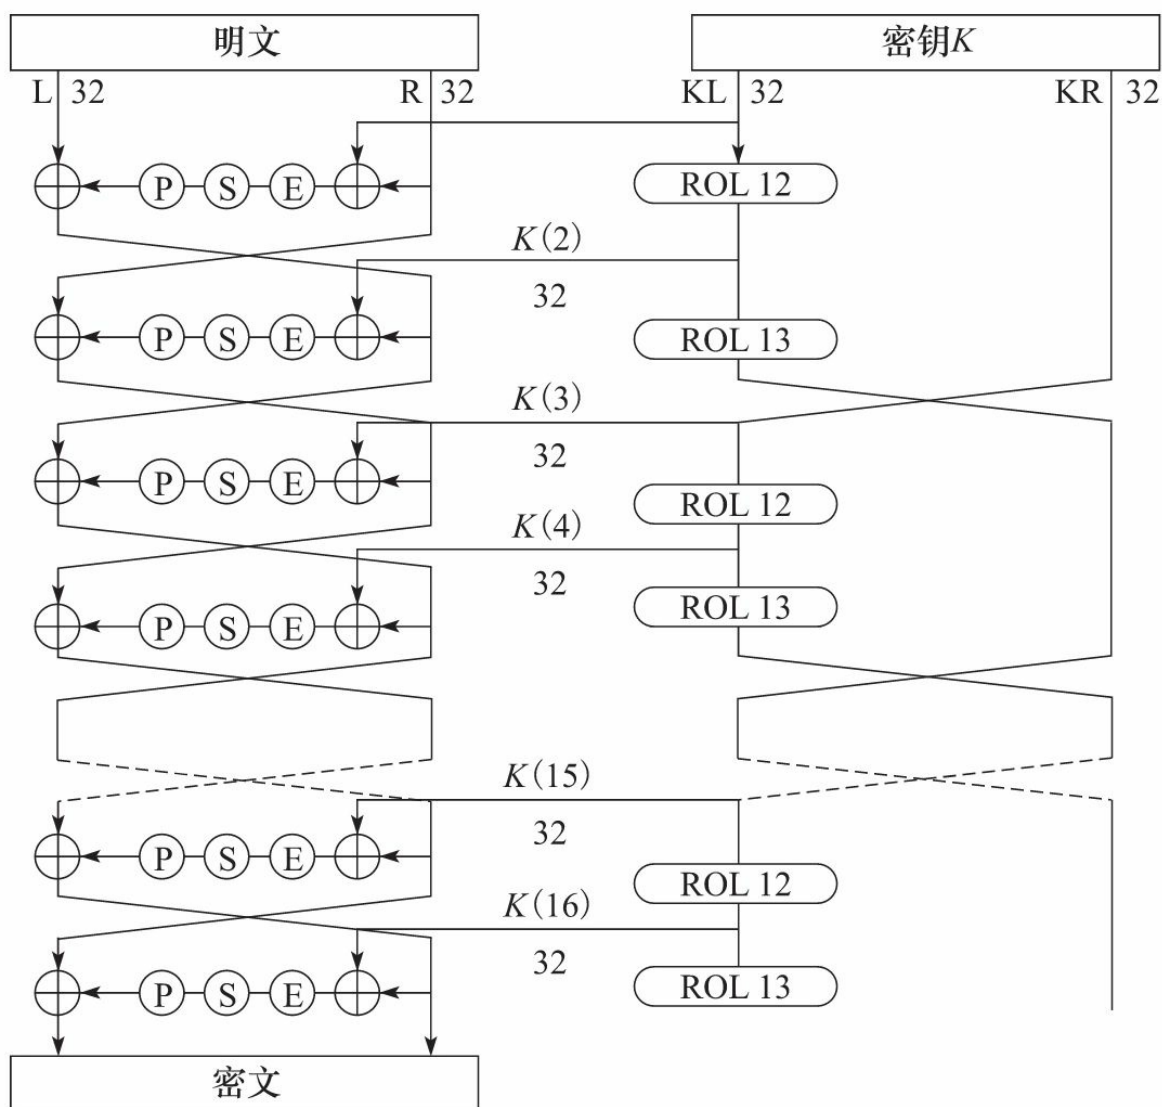 明文 密钥K
L 32 R 32 KL 32 KR 32
P S E ROL 12
K(2)
32
P S E ROL 13
K(3)
32
P S E ROL 12
K(4)
32
P S E ROL 13
K(15)
32
P S E ROL 12
K(16)
32
P S E ROL 13
密文